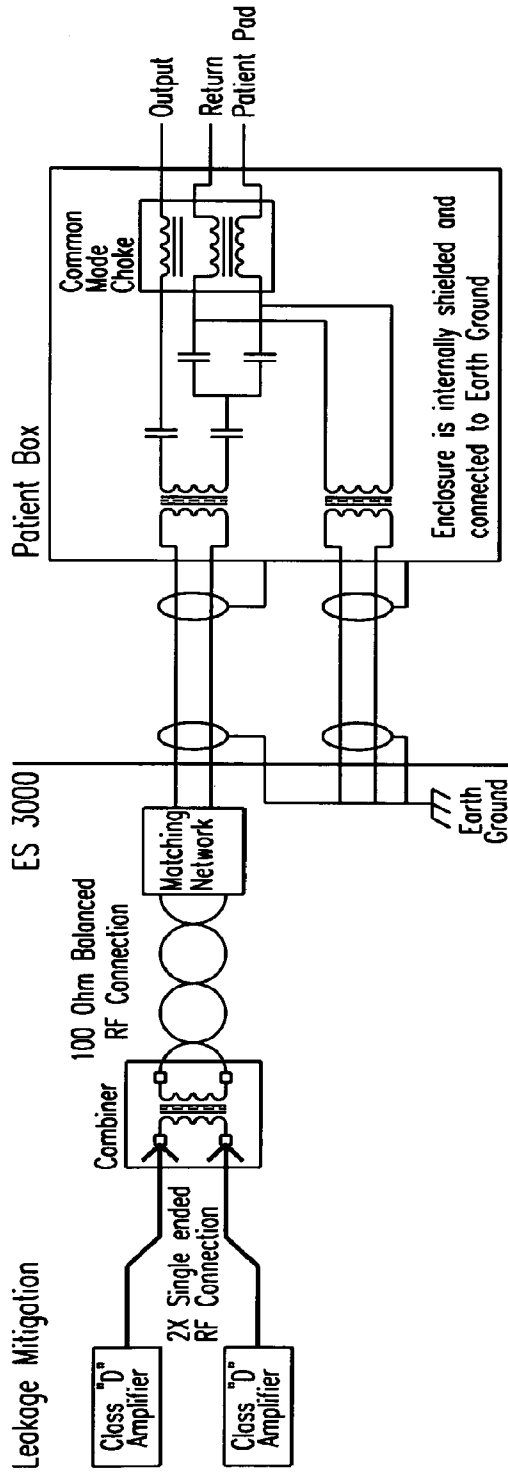 Leakage Mitigation
Class "D"
Amplifier
Class "D"
Amplifier
2X Single ended
RF Connection
Combiner
100 Ohm Balanced
RF Connection
ES 3000
Matching
Network
Earth
Ground
Patient Box
Common
Mode
Choke
Output
Return
Patient Pad
Enclosure is internally shielded and
connected to Earth Ground